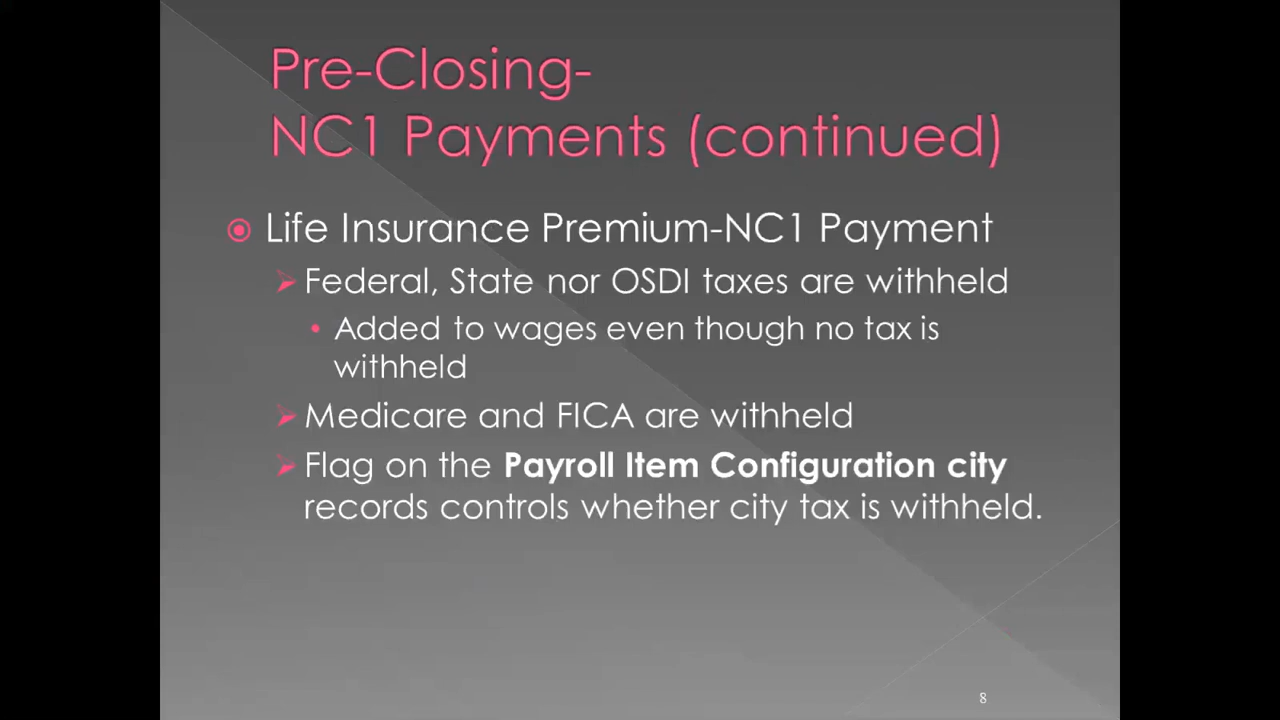 Pre-Closing-
NC1 Payments (continued)
Life Insurance Premium-NC1 Payment
Federal, State nor OSDI taxes are withheld
Added to wages even though no tax is
withheld
Medicare and FICA are withheld
Flag on the Payroll Item Configuration city
records controls whether city tax is withheld.
8